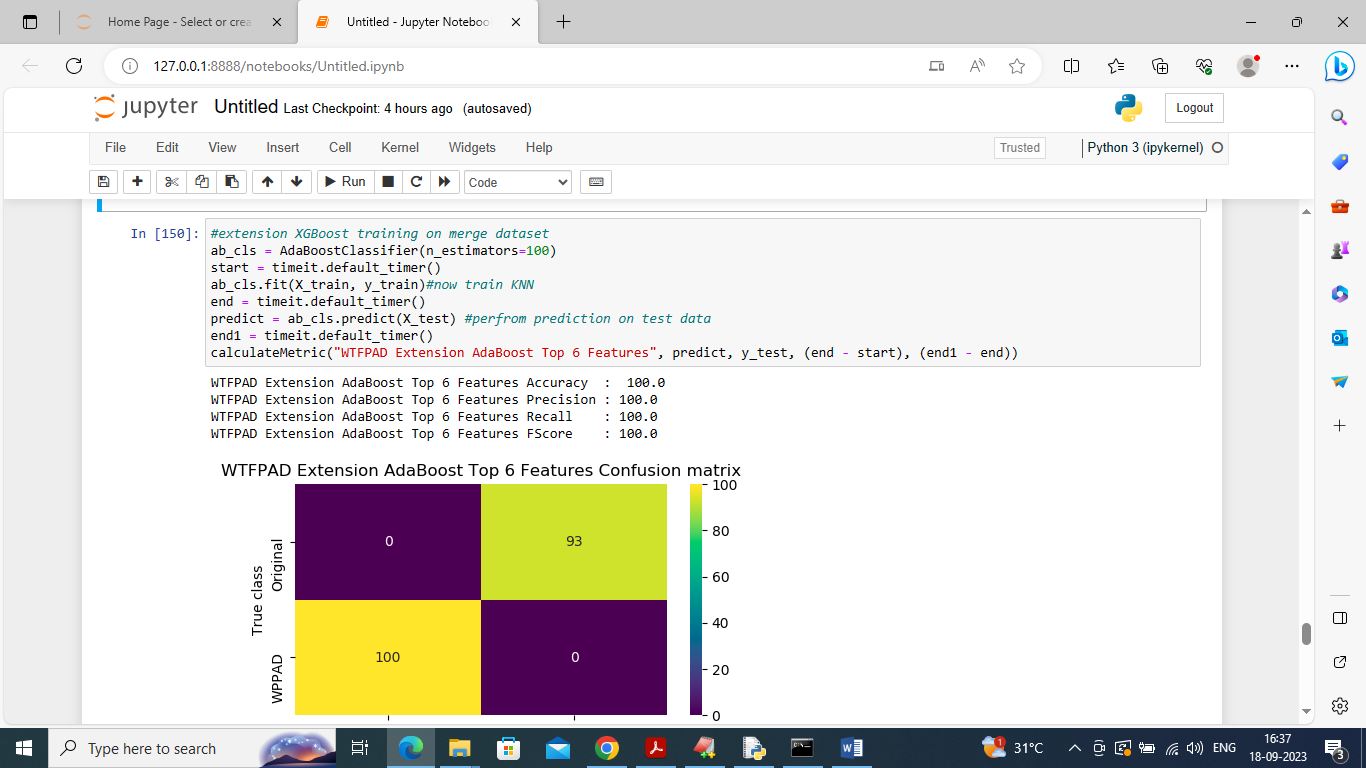 Home Page - Select or crea
Untitled - Jupyter Noteboo
127.0.0.1:8888/notebooks/Untitled.ipynb
jupyter Untitled Last Checkpoint: 4 hours ago (autosaved)
Logout
File Edit View Insert Cell Kernel Widgets Help
Trusted
Python 3 (ipykernel)
Run
Code
In [150]:
#extension XGBoost training on merge dataset
ab_cls = AdaBoostClassifier(n_estimators=100)
start = timeit.default_timer()
ab_cls.fit(X_train, y_train)#now train KNN
end = timeit.default_timer()
predict = ab_cls.predict(X_test) #perfrom prediction on test data
end1 = timeit.default_timer()
calculateMetric("WTFPAD Extension AdaBoost Top 6 Features", predict, y_test, (end - start), (end1 - end))
WTFPAD Extension AdaBoost Top 6 Features Accuracy  :  100.0
WTFPAD Extension AdaBoost Top 6 Features Precision : 100.0
WTFPAD Extension AdaBoost Top 6 Features Recall    : 100.0
WTFPAD Extension AdaBoost Top 6 Features FScore    : 100.0
WTFPAD Extension AdaBoost Top 6 Features Confusion matrix
True class
Original
WPPAD
0 93
100 0
100
80
60
40
20
0
Type here to search
1
31°C
ENG
16:37
18-09-2023
3